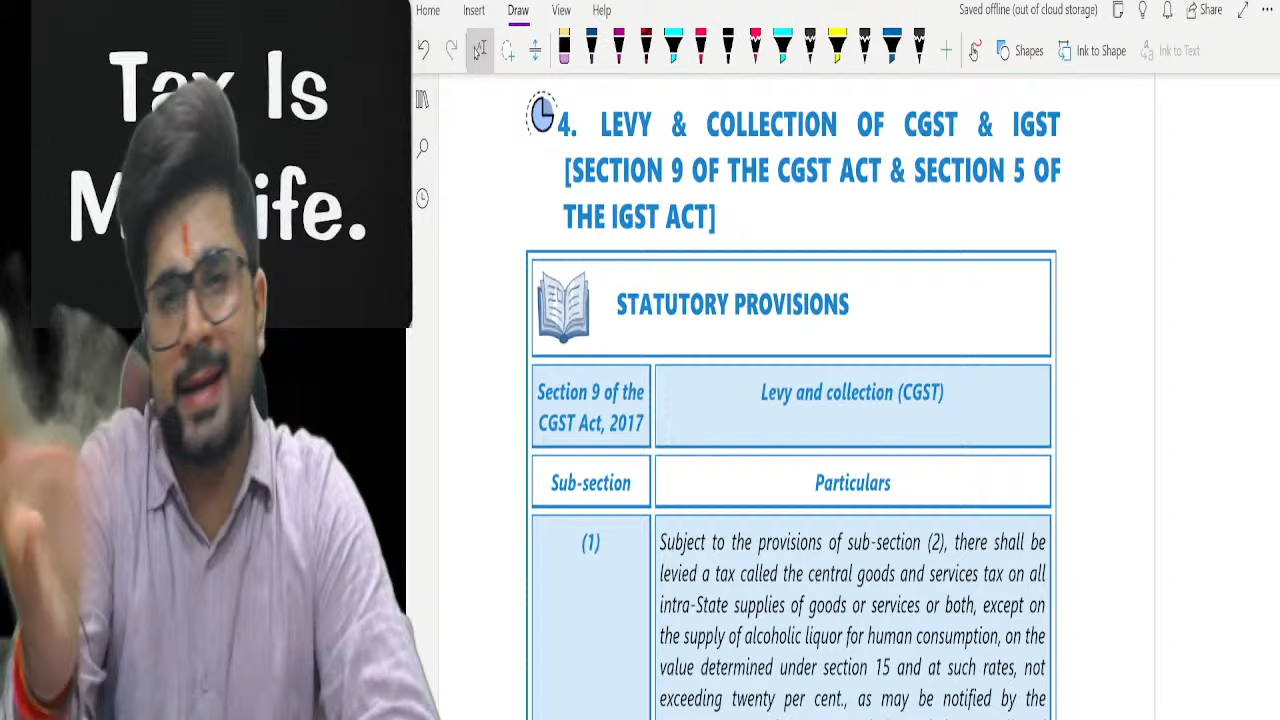 Home Insert Draw View Help Saved offline (out of cloud storage) Share
Shapes Ink to Shape Ink to Text
Tax Is
ife.
4. LEVY & COLLECTION OF CGST & IGST
[SECTION 9 OF THE CGST ACT & SECTION 5 OF
THE IGST ACT]
STATUTORY PROVISIONS
Section 9 of the
CGST Act, 2017
Levy and collection (CGST)
Sub-section
Particulars
(1)
Subject to the provisions of sub-section (2), there shall be
levied a tax called the central goods and services tax on all
intra-State supplies of goods or services or both, except on
the supply of alcoholic liquor for human consumption, on the
value determined under section 15 and at such rates, not
exceeding twenty per cent., as may be notified by the